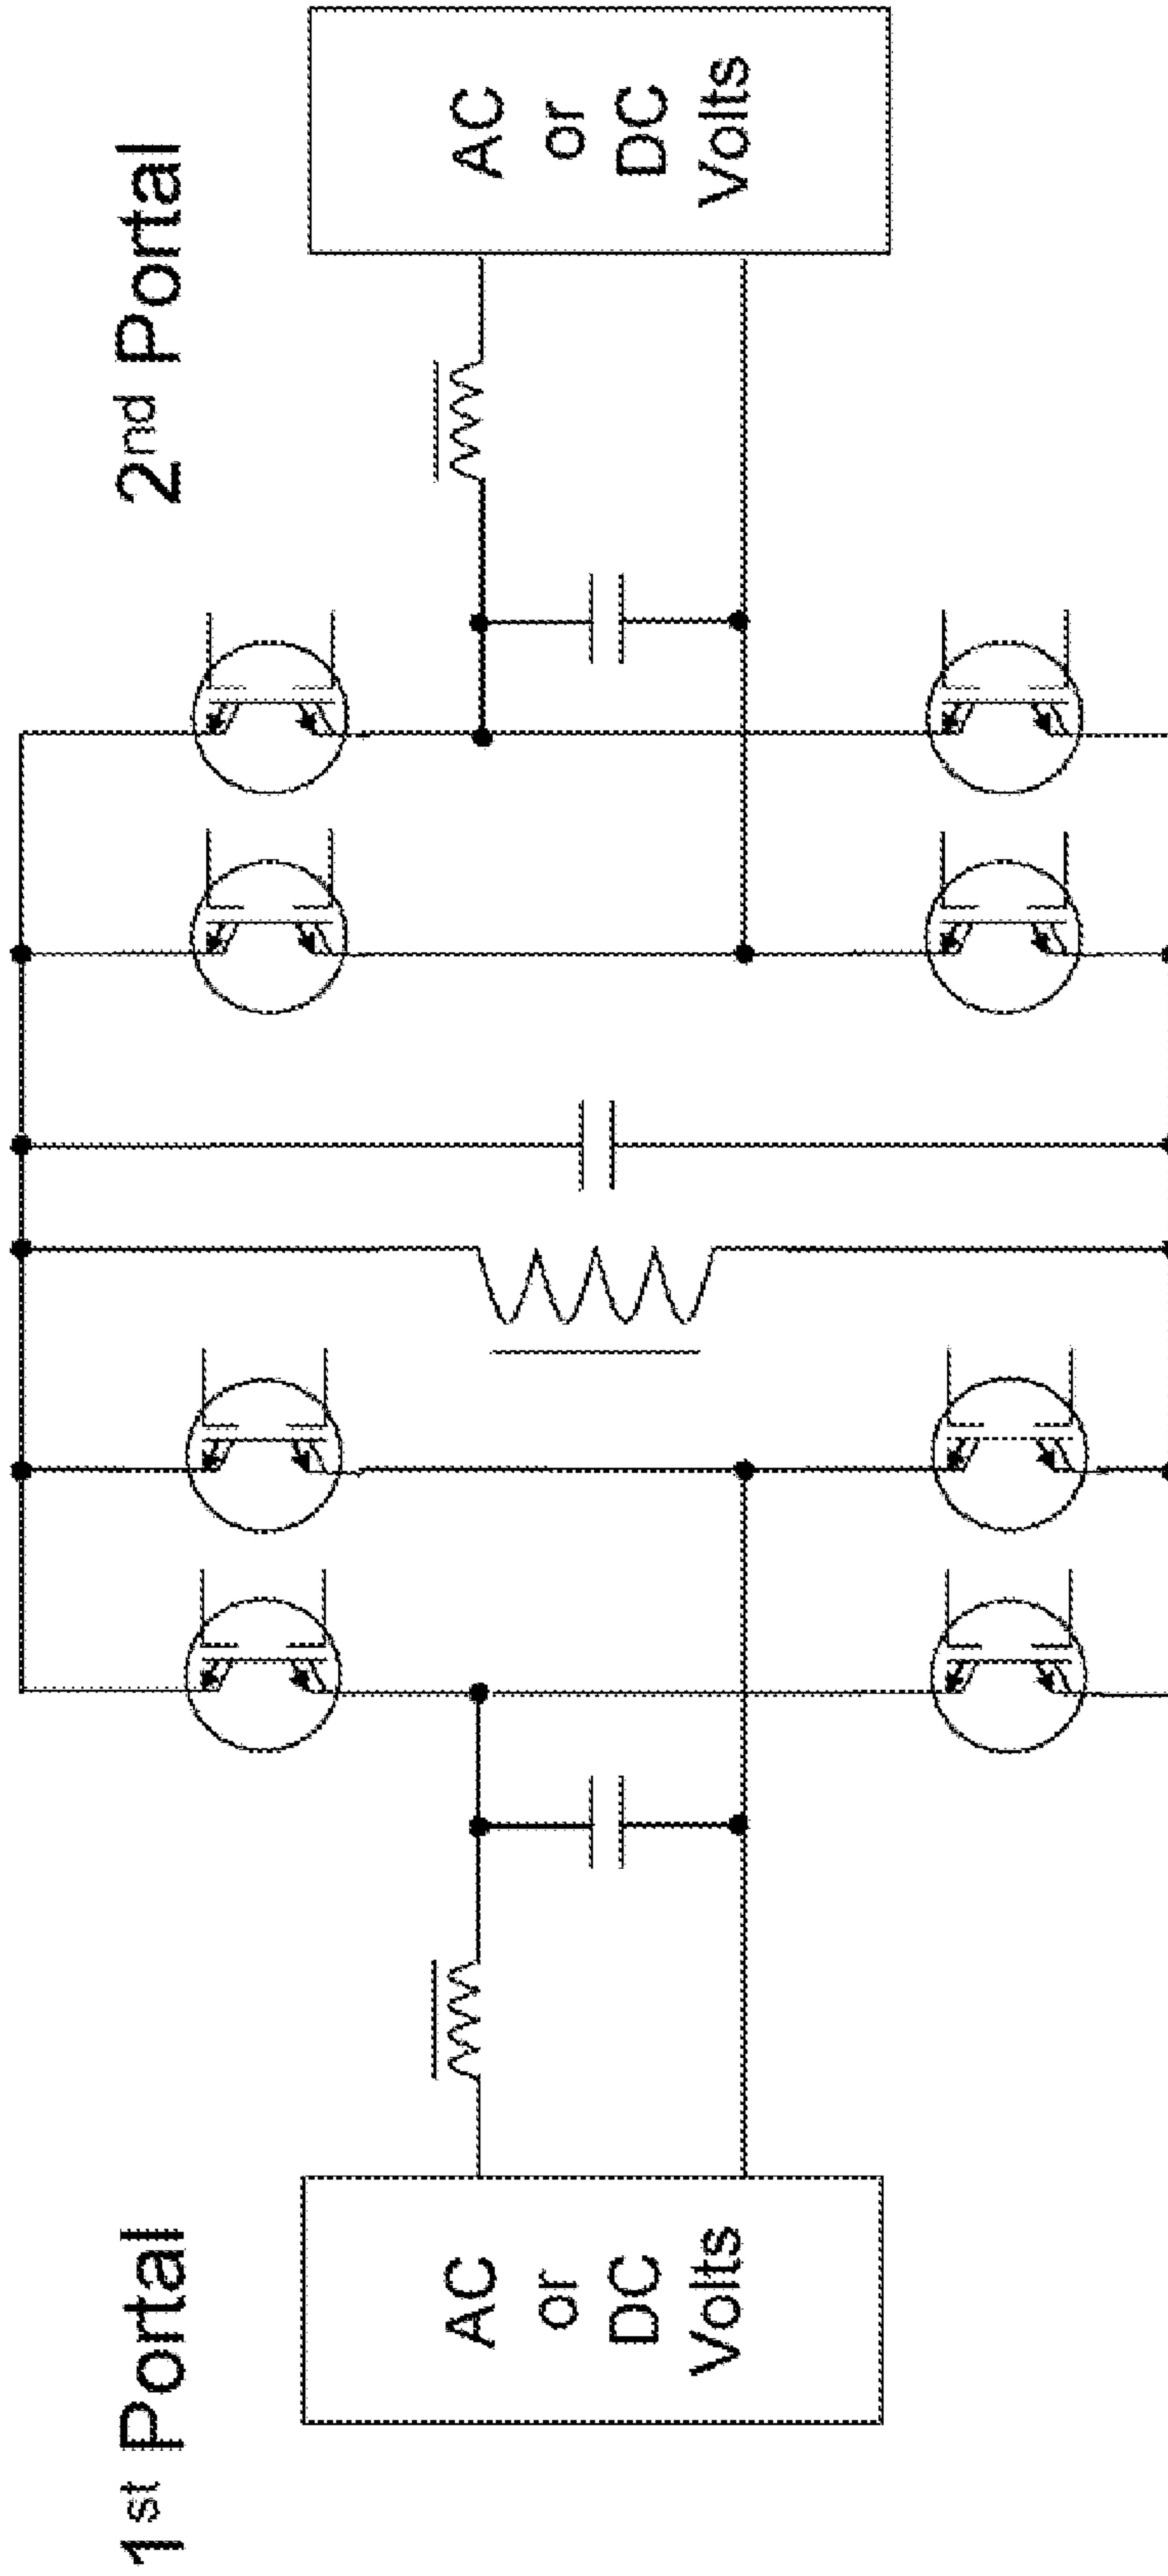 1st Portal
AC
or
DC
Volts
2nd Portal
AC
or
DC
Volts